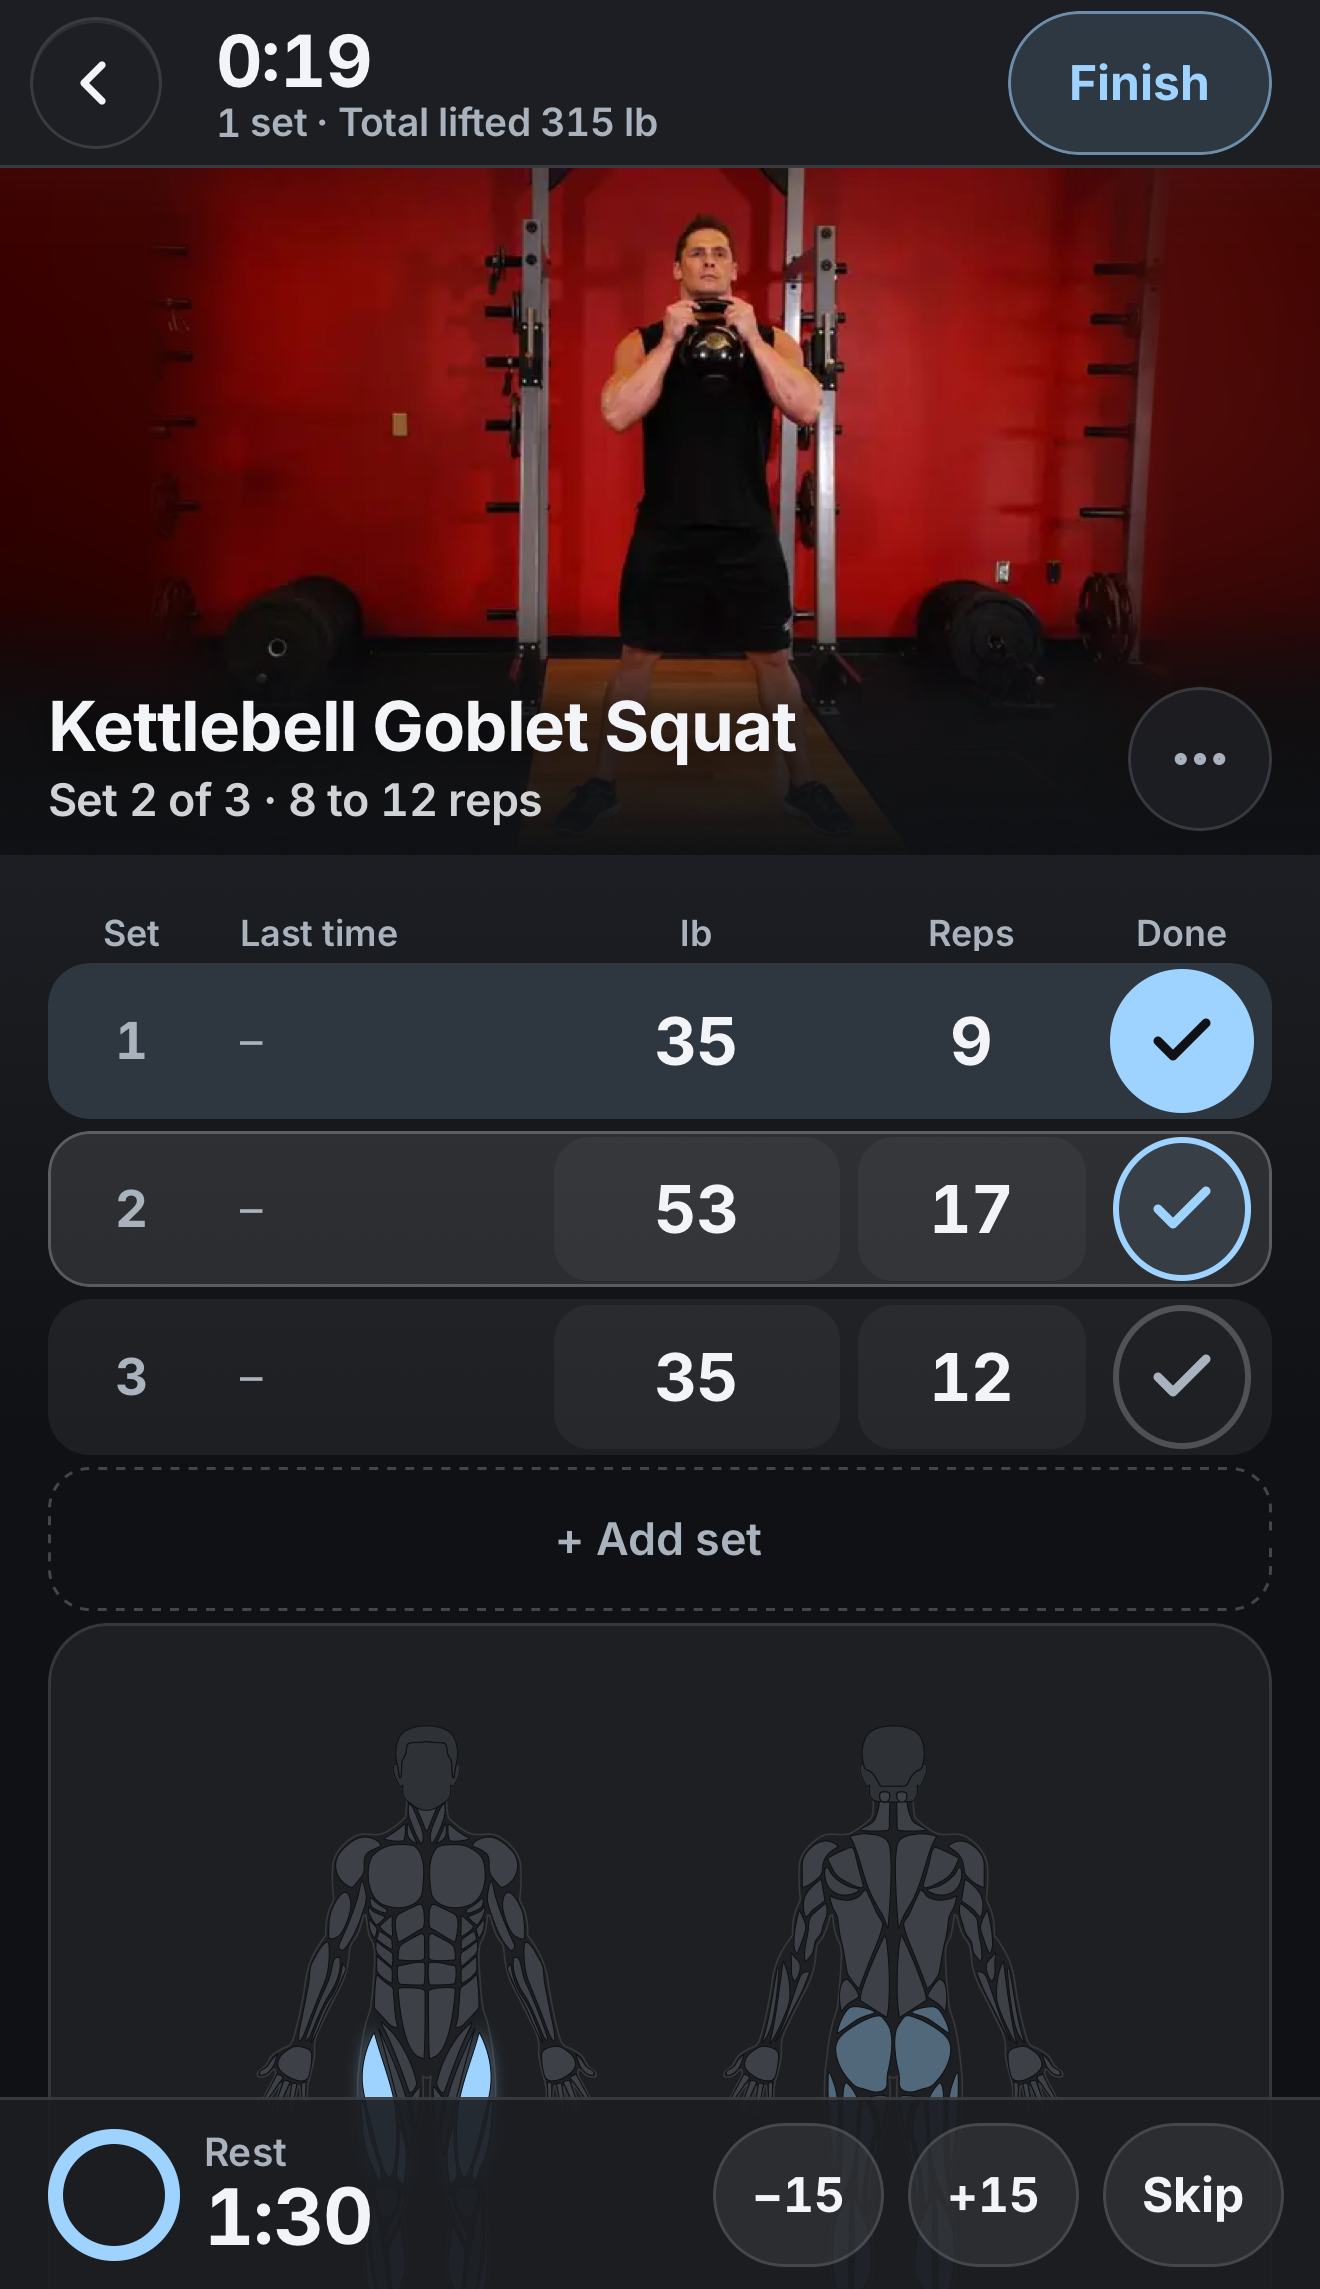 0:19
1 set · Total lifted 315 lb
Finish
Kettlebell Goblet Squat
Set 2 of 3 · 8 to 12 reps
Set Last time lb Reps Done
1 – 35 9
2 – 53 17
3 – 35 12
+ Add set
Rest
1:30
–15 +15 Skip